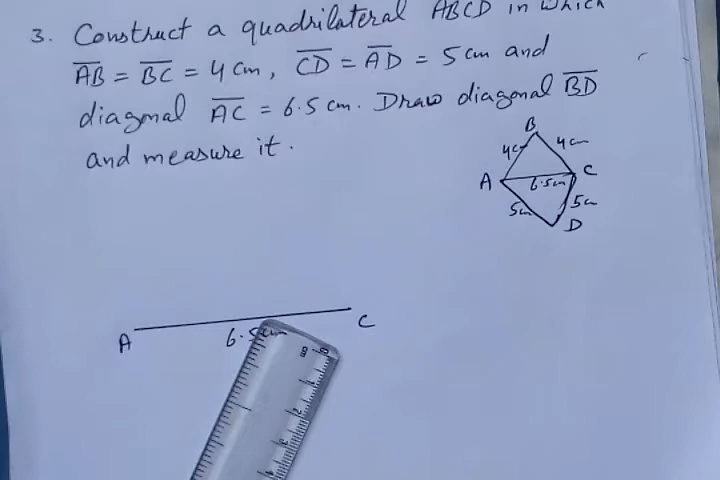 3. Construct a quadrilateral ABCD in which
AB = BC = 4 cm, CD = AD = 5 cm and
diagonal AC = 6.5 cm. Draw diagonal BD
and measure it.
B
4cm 4cm
A 6.5cm C
5cm 5cm
D
A 6.5cm C